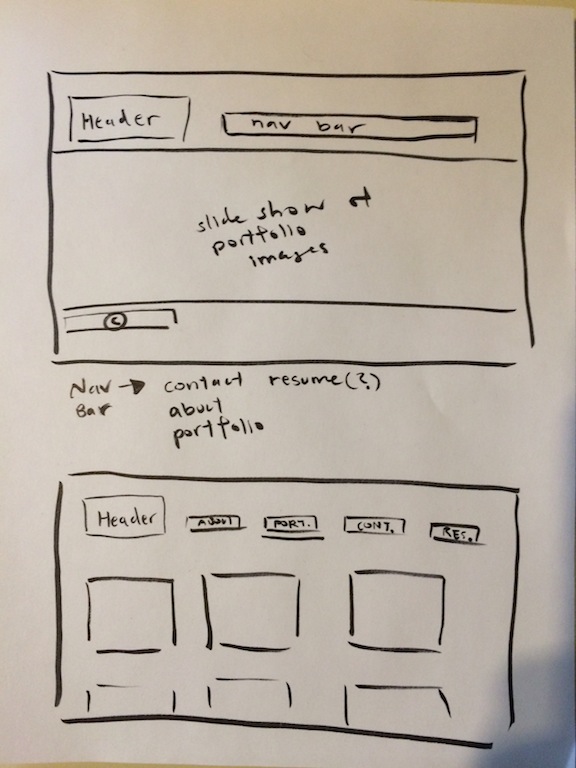 Header
nav bar
slide show of
portfolio
images
©
Nav → contact resume(?)
Bar about
portfolio
Header ABOUT PORT. CONT. RES.